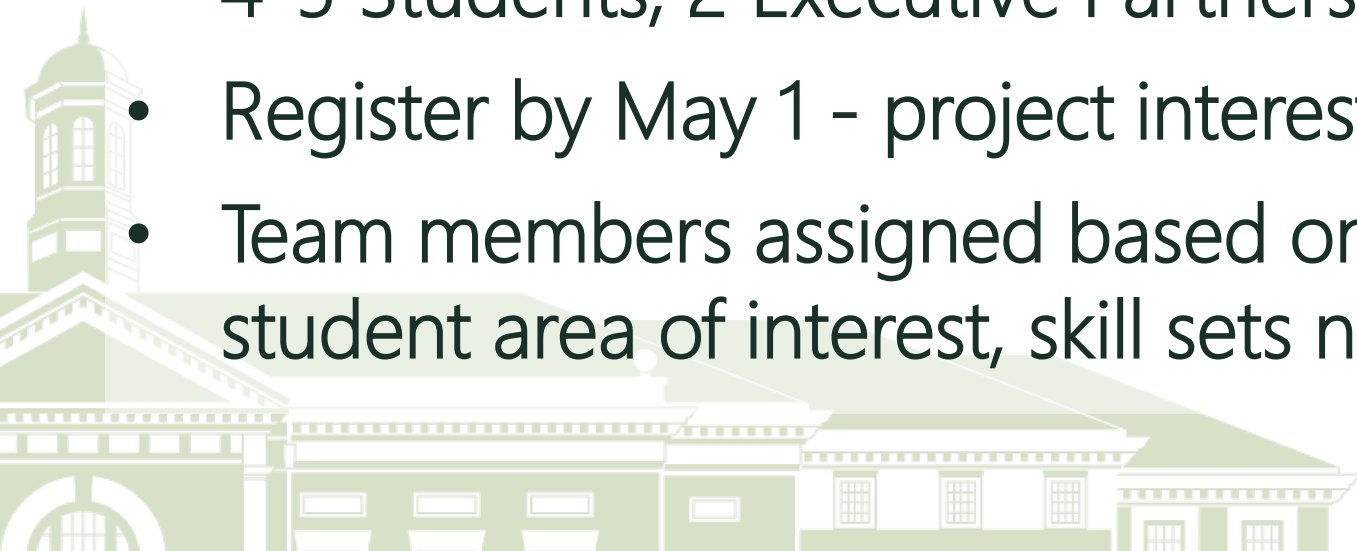 4-5 Students, 2 Executive Partners
• Register by May 1 - project
• Team members assigned based
student area of interest, skill sets